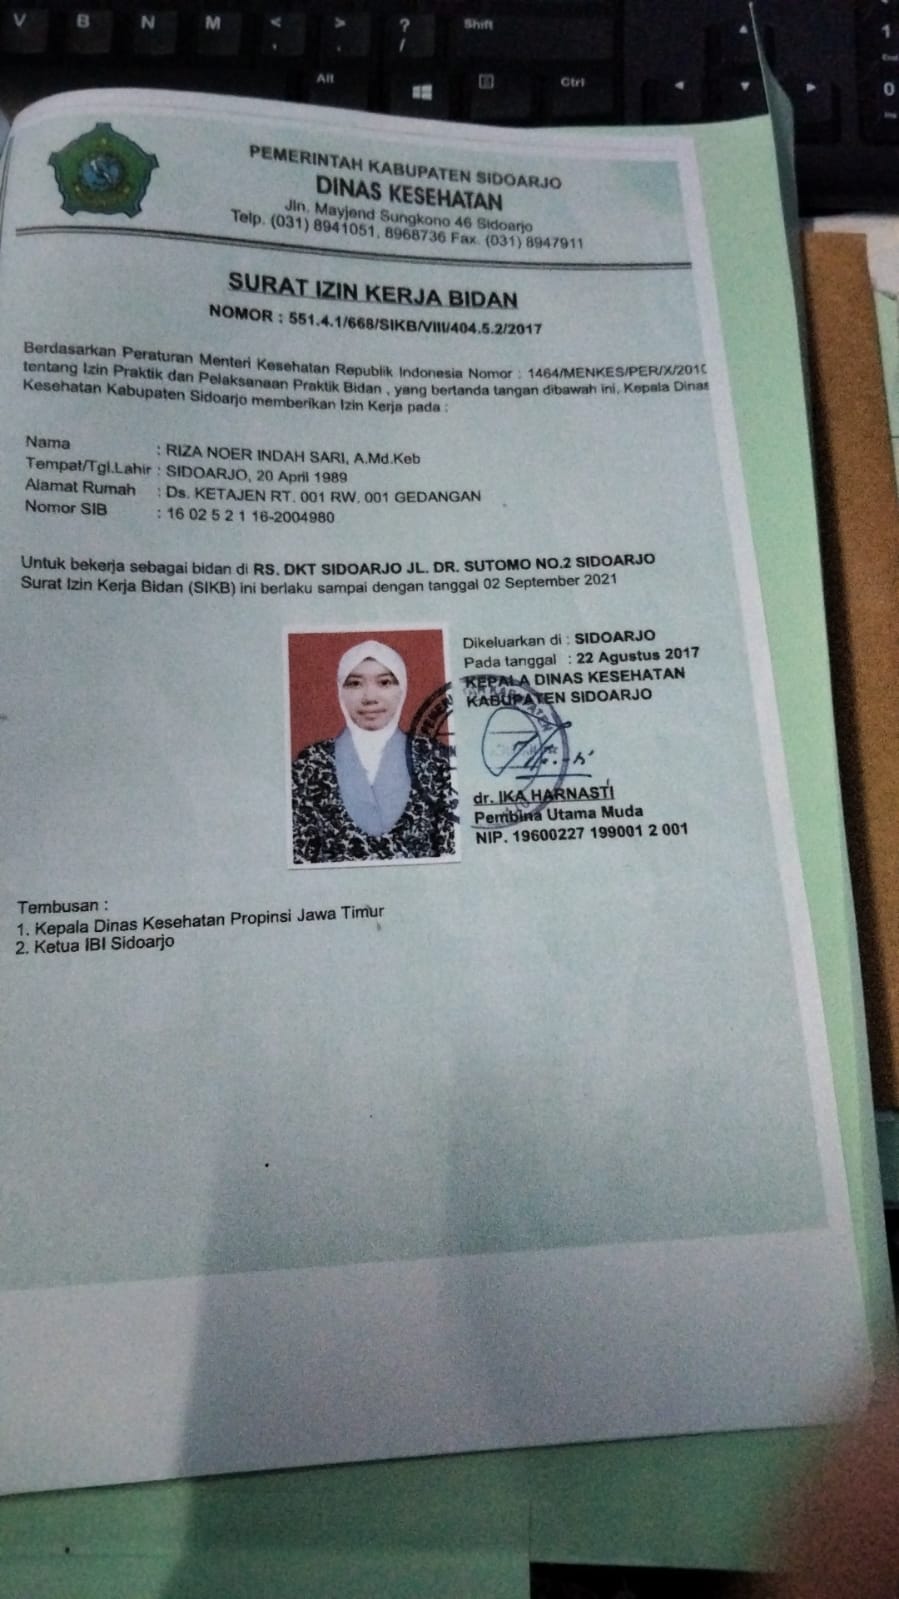 V B N M < , > . ? / Shift
Alt Ctrl
1
End
0
Ins
PEMERINTAH KABUPATEN SIDOARJO
DINAS KESEHATAN
Jln. Mayjend Sungkono 46 Sidoarjo
Telp. (031) 8941051, 8968736 Fax. (031) 8947911
SURAT IZIN KERJA BIDAN
NOMOR : 551.4.1/668/SIKB/VIII/404.5.2/2017
Berdasarkan Peraturan Menteri Kesehatan Republik Indonesia Nomor : 1464/MENKES/PER/X/2010
tentang Izin Praktik dan Pelaksanaan Praktik Bidan , yang bertanda tangan dibawah ini, Kepala Dinas
Kesehatan Kabupaten Sidoarjo memberikan Izin Kerja pada :
Nama : RIZA NOER INDAH SARI, A.Md.Keb
Tempat/Tgl.Lahir : SIDOARJO, 20 April 1989
Alamat Rumah : Ds. KETAJEN RT. 001 RW. 001 GEDANGAN
Nomor SIB : 16 02 5 2 1 16-2004980
Untuk bekerja sebagai bidan di RS. DKT SIDOARJO JL. DR. SUTOMO NO.2 SIDOARJO
Surat Izin Kerja Bidan (SIKB) ini berlaku sampai dengan tanggal 02 September 2021
Dikeluarkan di : SIDOARJO
Pada tanggal : 22 Agustus 2017
KEPALA DINAS KESEHATAN
KABUPATEN SIDOARJO
dr. IKA HARNASTI
Pembina Utama Muda
NIP. 19600227 199001 2 001
Tembusan :
1. Kepala Dinas Kesehatan Propinsi Jawa Timur
2. Ketua IBI Sidoarjo